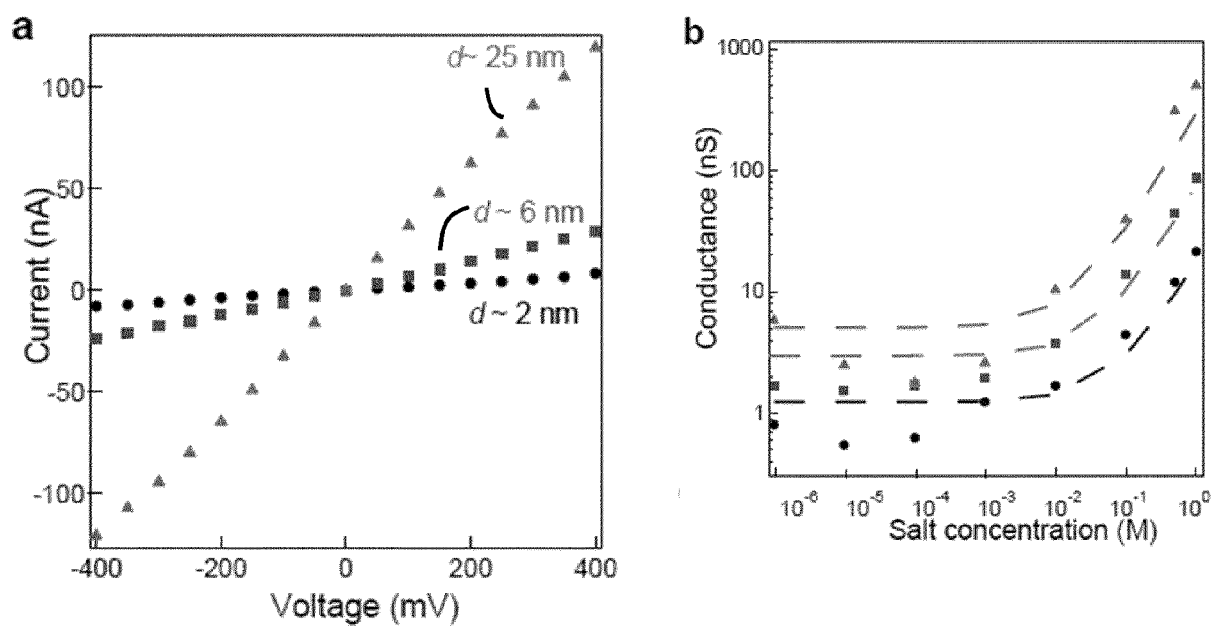 a
Current (nA)
100
50
0
-50
-100
d~ 25 nm
d ~ 6 nm
d ~ 2 nm
-400
-200
0
200
400
Voltage (mV)
b
Conductance (nS)
1000
100
10
1
10⁻⁶
10⁻⁵
10⁻⁴
10⁻³
10⁻²
10⁻¹
10⁰
Salt concentration (M)